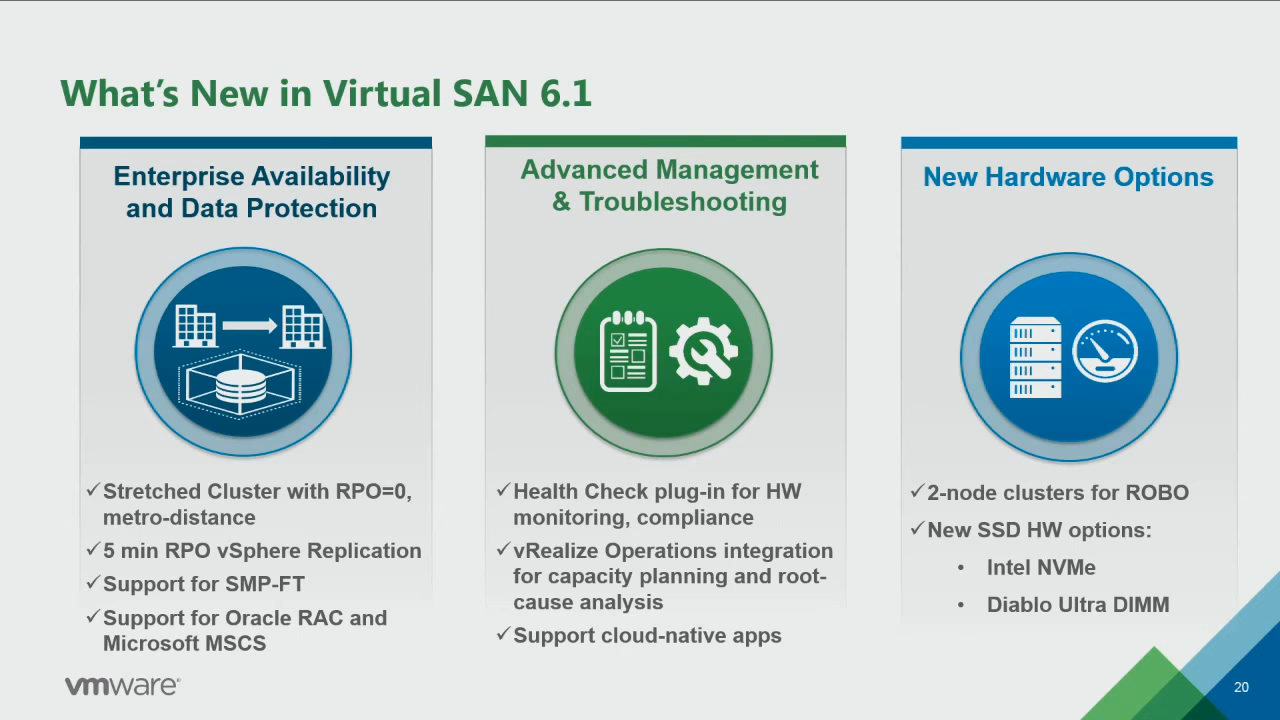 What's New in Virtual SAN 6.1
Enterprise Availability
and Data Protection
✓Stretched Cluster with RPO=0,
metro-distance
✓5 min RPO vSphere Replication
✓Support for SMP-FT
✓Support for Oracle RAC and
Microsoft MSCS
Advanced Management
& Troubleshooting
✓Health Check plug-in for HW
monitoring, compliance
✓vRealize Operations integration
for capacity planning and root-
cause analysis
✓Support cloud-native apps
New Hardware Options
✓2-node clusters for ROBO
✓New SSD HW options:
• Intel NVMe
• Diablo Ultra DIMM
vmware®
20